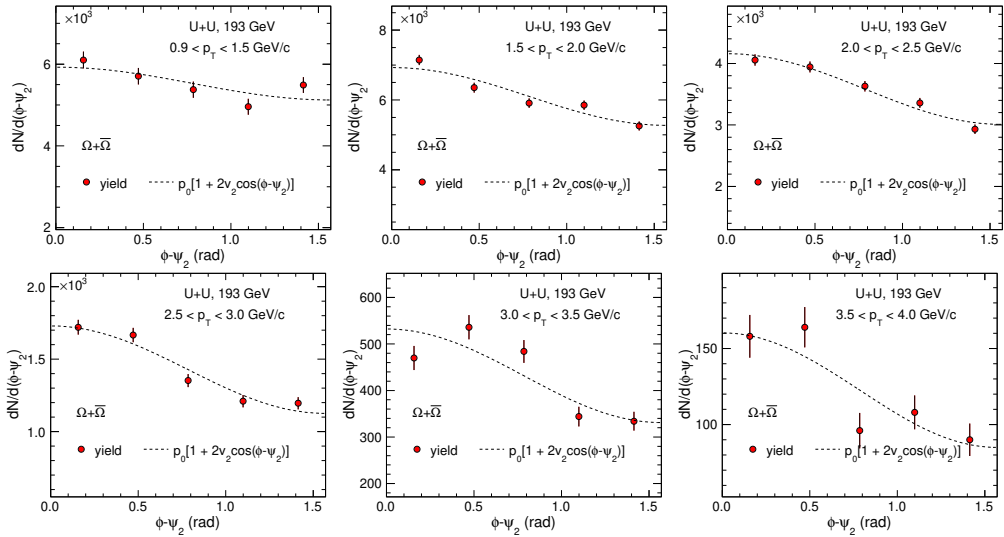 ×10³
U+U, 193 GeV
0.9 < p_T < 1.5 GeV/c
dN/d(ϕ-ψ₂)
8
6
4
2
Ω+Ω̅
yield
p₀[1 + 2v₂cos(ϕ-ψ₂)]
0.0 0.5 1.0 1.5
ϕ-ψ₂ (rad)
×10³
U+U, 193 GeV
1.5 < p_T < 2.0 GeV/c
dN/d(ϕ-ψ₂)
8
6
4
Ω+Ω̅
yield
p₀[1 + 2v₂cos(ϕ-ψ₂)]
0.0 0.5 1.0 1.5
ϕ-ψ₂ (rad)
×10³
U+U, 193 GeV
2.0 < p_T < 2.5 GeV/c
dN/d(ϕ-ψ₂)
4
3
2
Ω+Ω̅
yield
p₀[1 + 2v₂cos(ϕ-ψ₂)]
0.0 0.5 1.0 1.5
ϕ-ψ₂ (rad)
×10³
U+U, 193 GeV
2.5 < p_T < 3.0 GeV/c
dN/d(ϕ-ψ₂)
2.0
1.0
Ω+Ω̅
yield
p₀[1 + 2v₂cos(ϕ-ψ₂)]
0.0 0.5 1.0 1.5
ϕ-ψ₂ (rad)
U+U, 193 GeV
3.0 < p_T < 3.5 GeV/c
dN/d(ϕ-ψ₂)
600
500
400
300
200
Ω+Ω̅
yield
p₀[1 + 2v₂cos(ϕ-ψ₂)]
0.0 0.5 1.0 1.5
ϕ-ψ₂ (rad)
U+U, 193 GeV
3.5 < p_T < 4.0 GeV/c
dN/d(ϕ-ψ₂)
150
100
50
Ω+Ω̅
yield
p₀[1 + 2v₂cos(ϕ-ψ₂)]
0.0 0.5 1.0 1.5
ϕ-ψ₂ (rad)